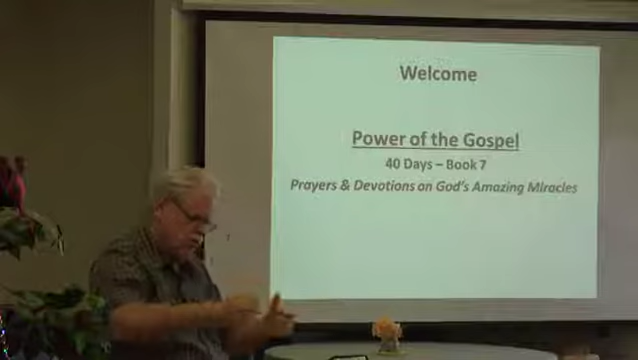 Welcome
Power of the Gospel
40 Days – Book 7
Prayers & Devotions on God's Amazing Miracles